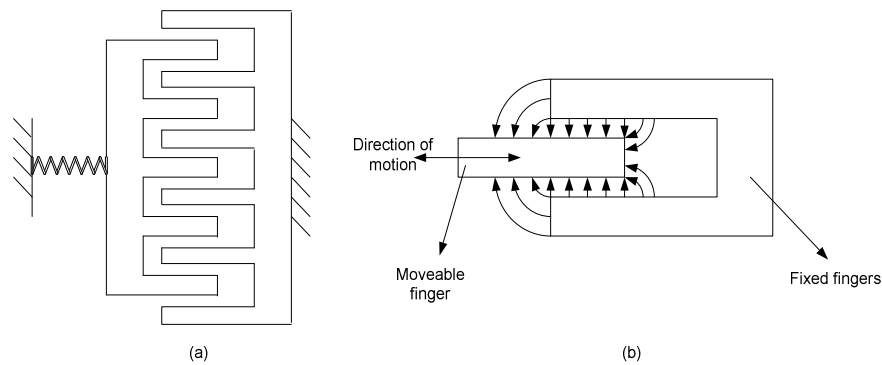 Direction of
motion
Moveable
finger
Fixed fingers
(a)
(b)